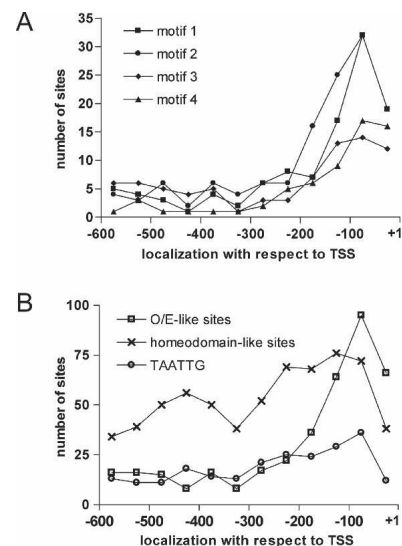 A
motif 1
motif 2
motif 3
motif 4
number of sites
35
30
25
20
15
10
5
0
-600 -500 -400 -300 -200 -100 +1
localization with respect to TSS
B
O/E-like sites
homeodomain-like sites
TAATTG
number of sites
100
75
50
25
0
-600 -500 -400 -300 -200 -100 +1
localization with respect to TSS